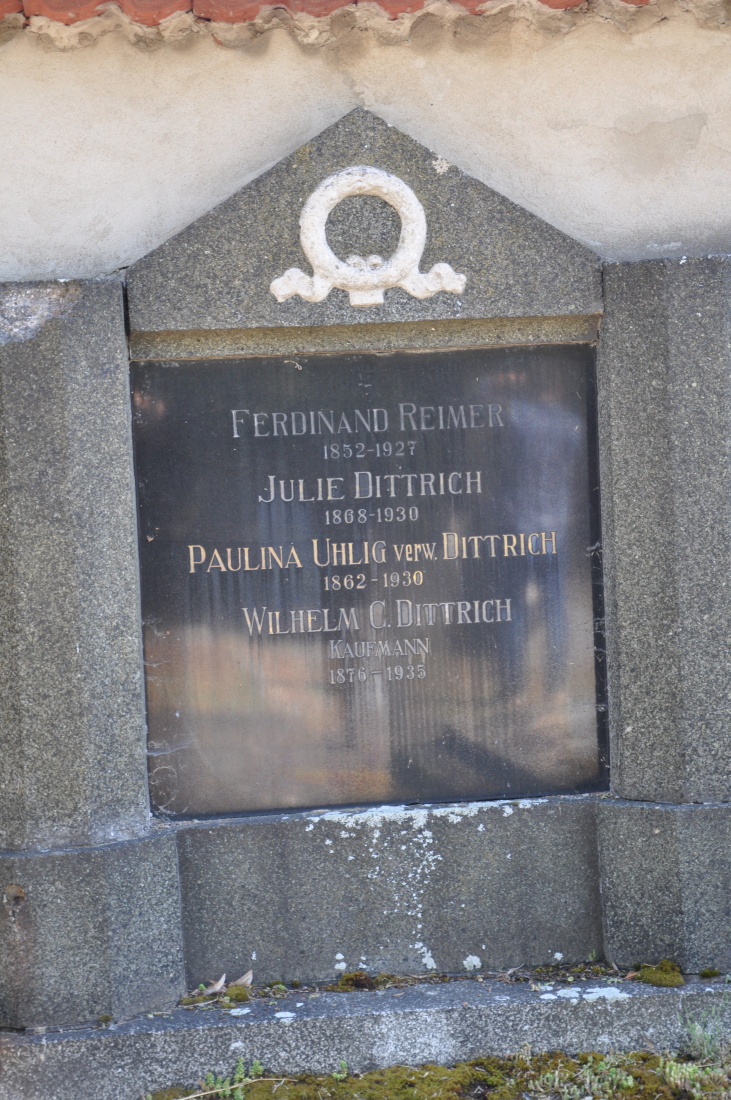 FERDINAND REIMER
1852-1927
JULIE DITTRICH
1868-1930
PAULINA UHLIG verw. DITTRICH
1862-1930
WILHELM C. DITTRICH
KAUFMANN
1876-1935